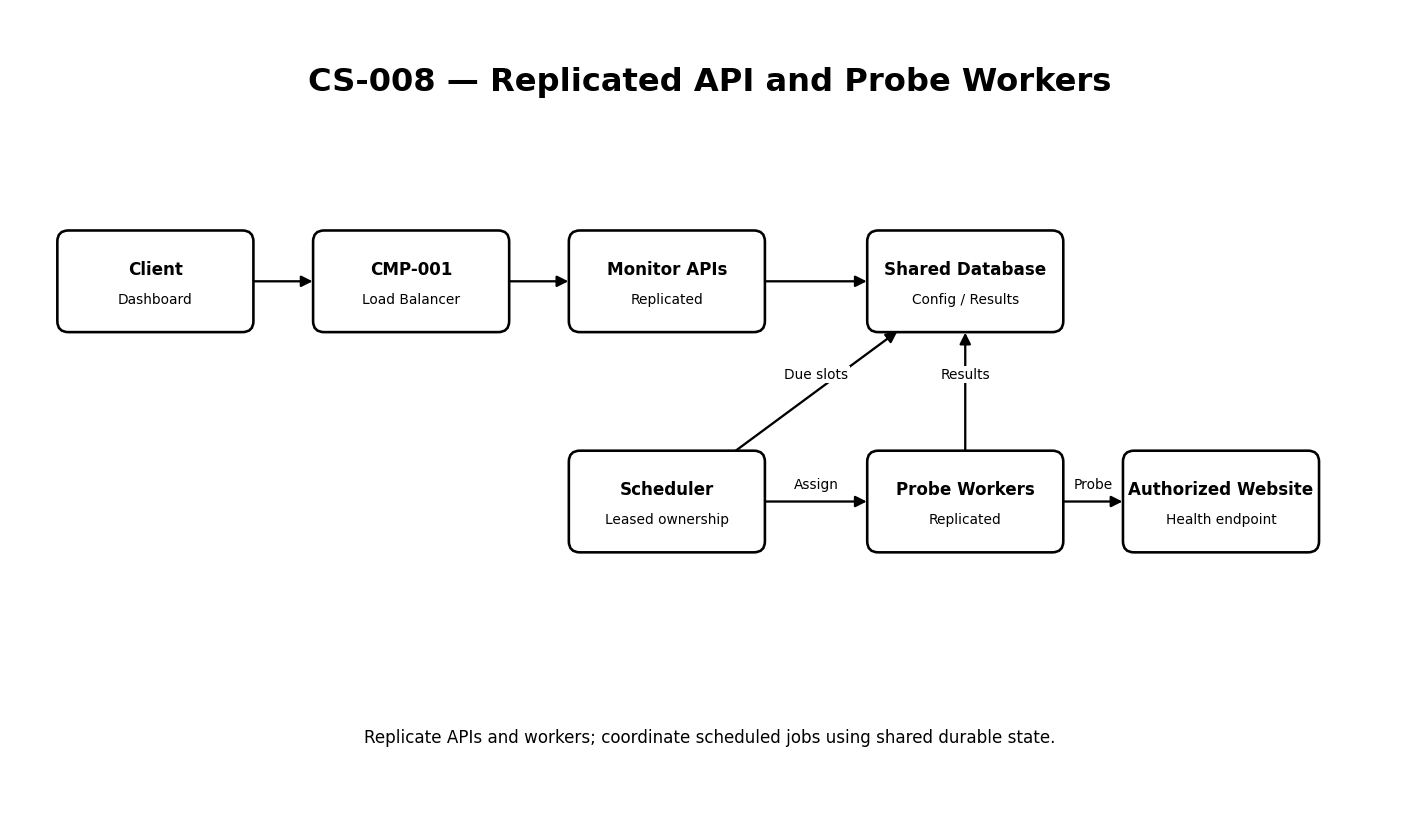 CS-008 — Replicated API and Probe Workers
Client
Dashboard
CMP-001
Load Balancer
Monitor APIs
Replicated
Shared Database
Config / Results
Due slots
Results
Scheduler
Leased ownership
Assign
Probe Workers
Replicated
Probe
Authorized Website
Health endpoint
Replicate APIs and workers; coordinate scheduled jobs using shared durable state.